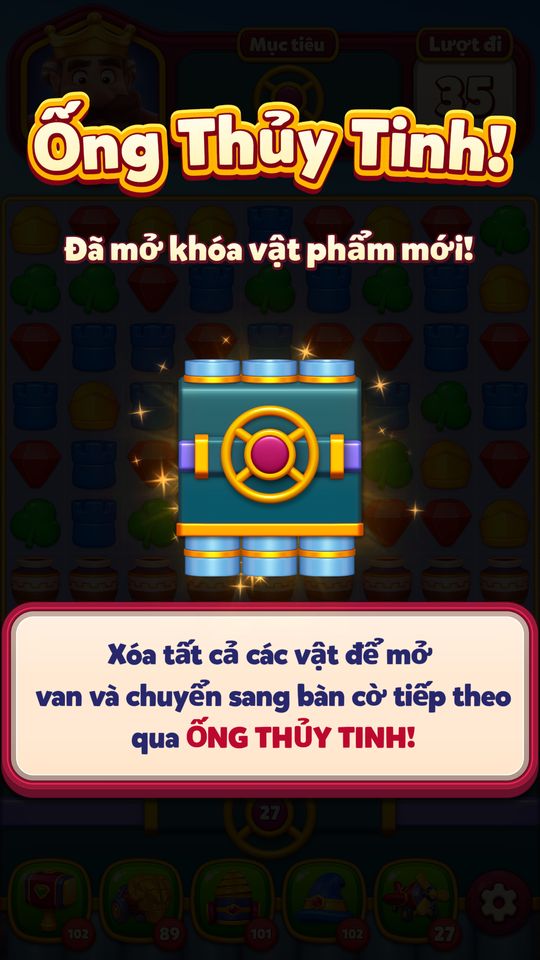 Mục tiêu
Lượt đi
35
Ống Thủy Tinh!
Đã mở khóa vật phẩm mới!
Xóa tất cả các vật để mở
van và chuyển sang bàn cờ tiếp theo
qua ỐNG THỦY TINH!
27
102
89
101
102
27